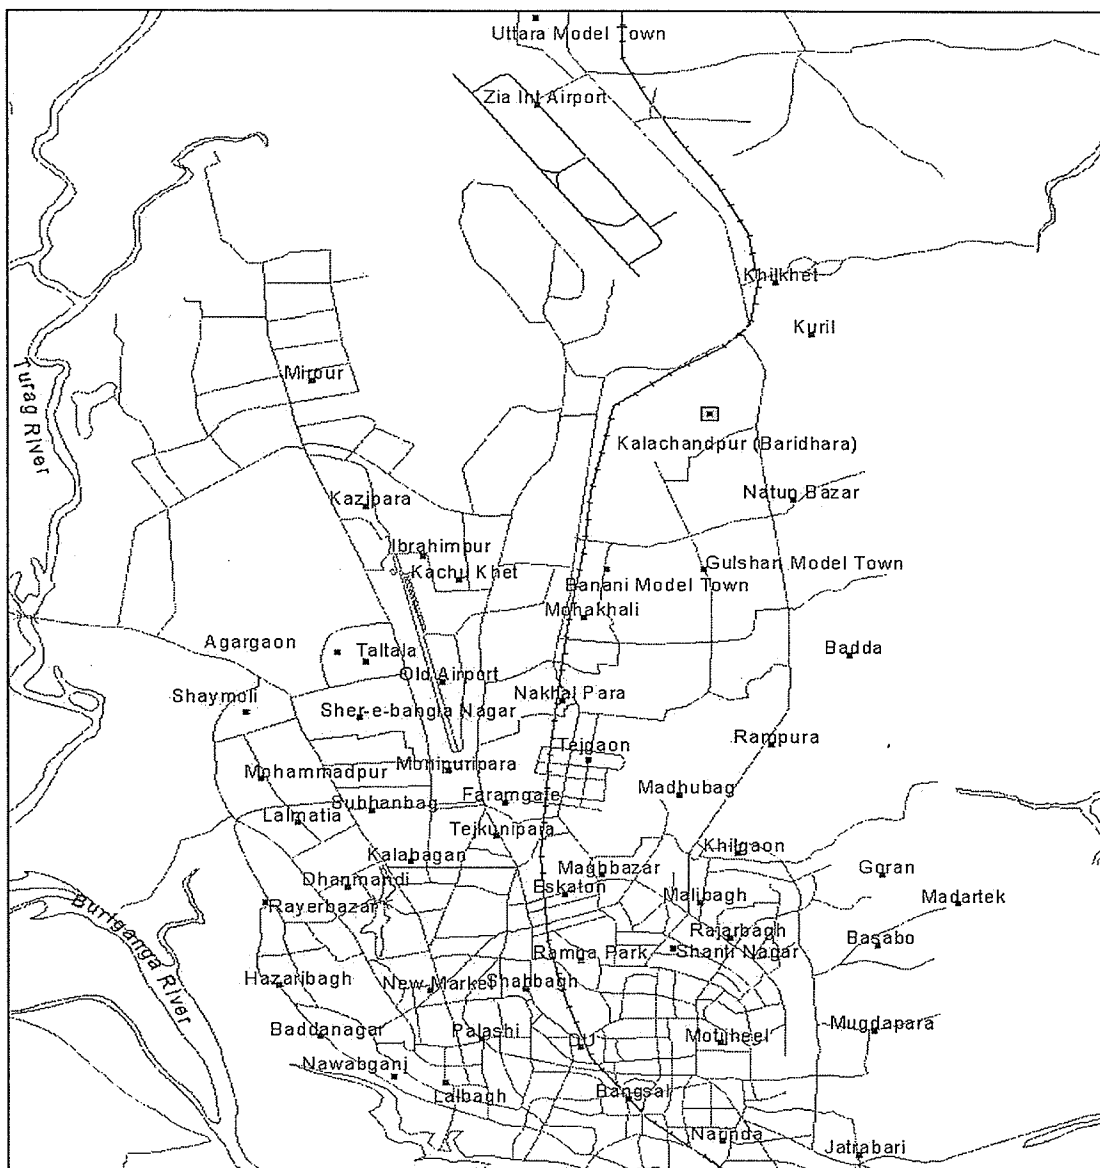 Uttara Model Town
Zia Int Airport
Khilkhet
Kuril
Mirpur
Turag River
Kalachandpur (Baridhara)
Natun Bazar
Kazipara
Ibrahimpur
Kachu Khet
Gulshan Model Town
Banani Model Town
Mohakhali
Agargaon
Taltala
Badda
Old Airport
Shaymoli
Sher-e-bangla Nagar
Nakhal Para
Rampura
Tejgaon
Mohammadpur
Monipuripara
Faramgate
Madhubag
Subhanbag
Lalmatia
Tejkunipara
Khilgaon
Kalabagan
Maghbazar
Goran
Dhanmandi
Eskaton
Malibagh
Madartek
Rayerbazar
Buriganga River
Rajarbagh
Basabo
Ramna Park
Shanti Nagar
Hazaribagh
New Market
Shahbagh
Baddanagar
Palashi
DU
Motijheel
Mugdapara
Nawabganj
Lalbagh
Bangsal
Narinda
Jatrabari